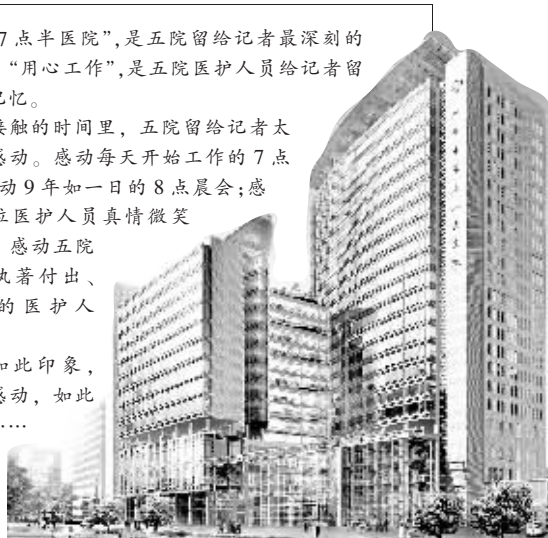 7点半医院”，是五院留给记者最深刻的
“用心工作”，是五院医护人员给记者留
记忆。
接触的时间里，五院留给记者太
感动。感动每天开始工作的7点
动9年如一日的8点晨会；感
位医护人员真情微笑
感动五院
执著付出、
的医护人
如此印象，
感动，如此
……